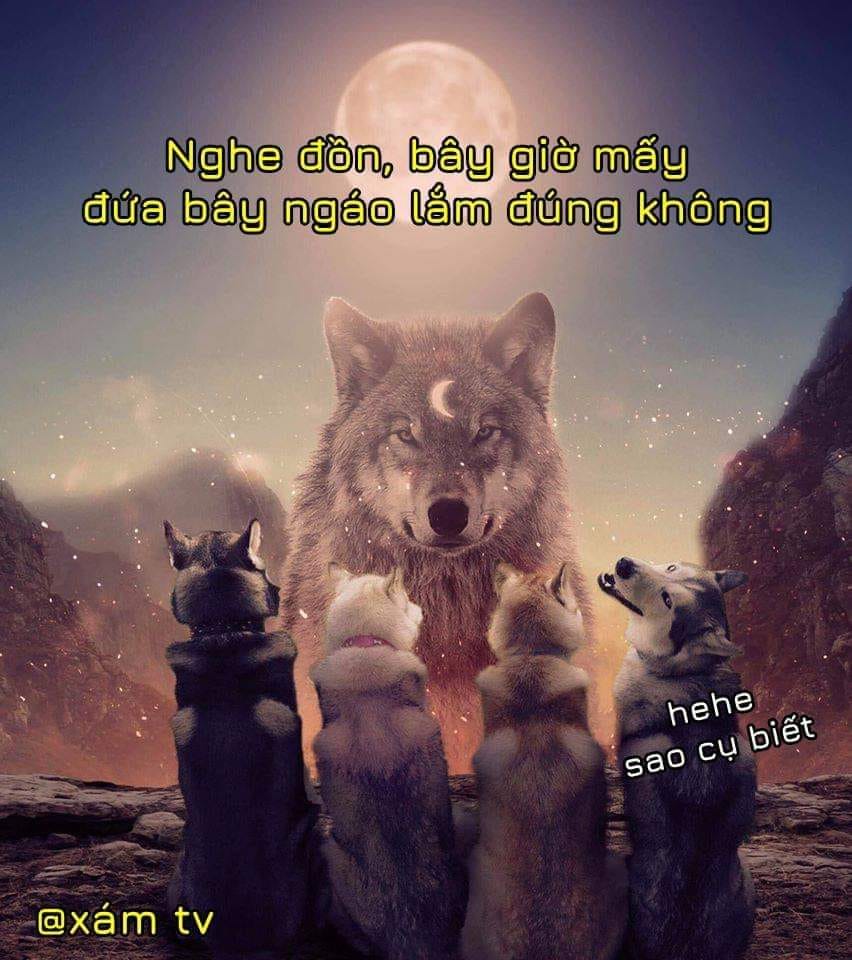 Nghe đồn, bây giờ mấy
đứa bây ngáo lắm đúng không
hehe
sao cụ biết
@xám tv